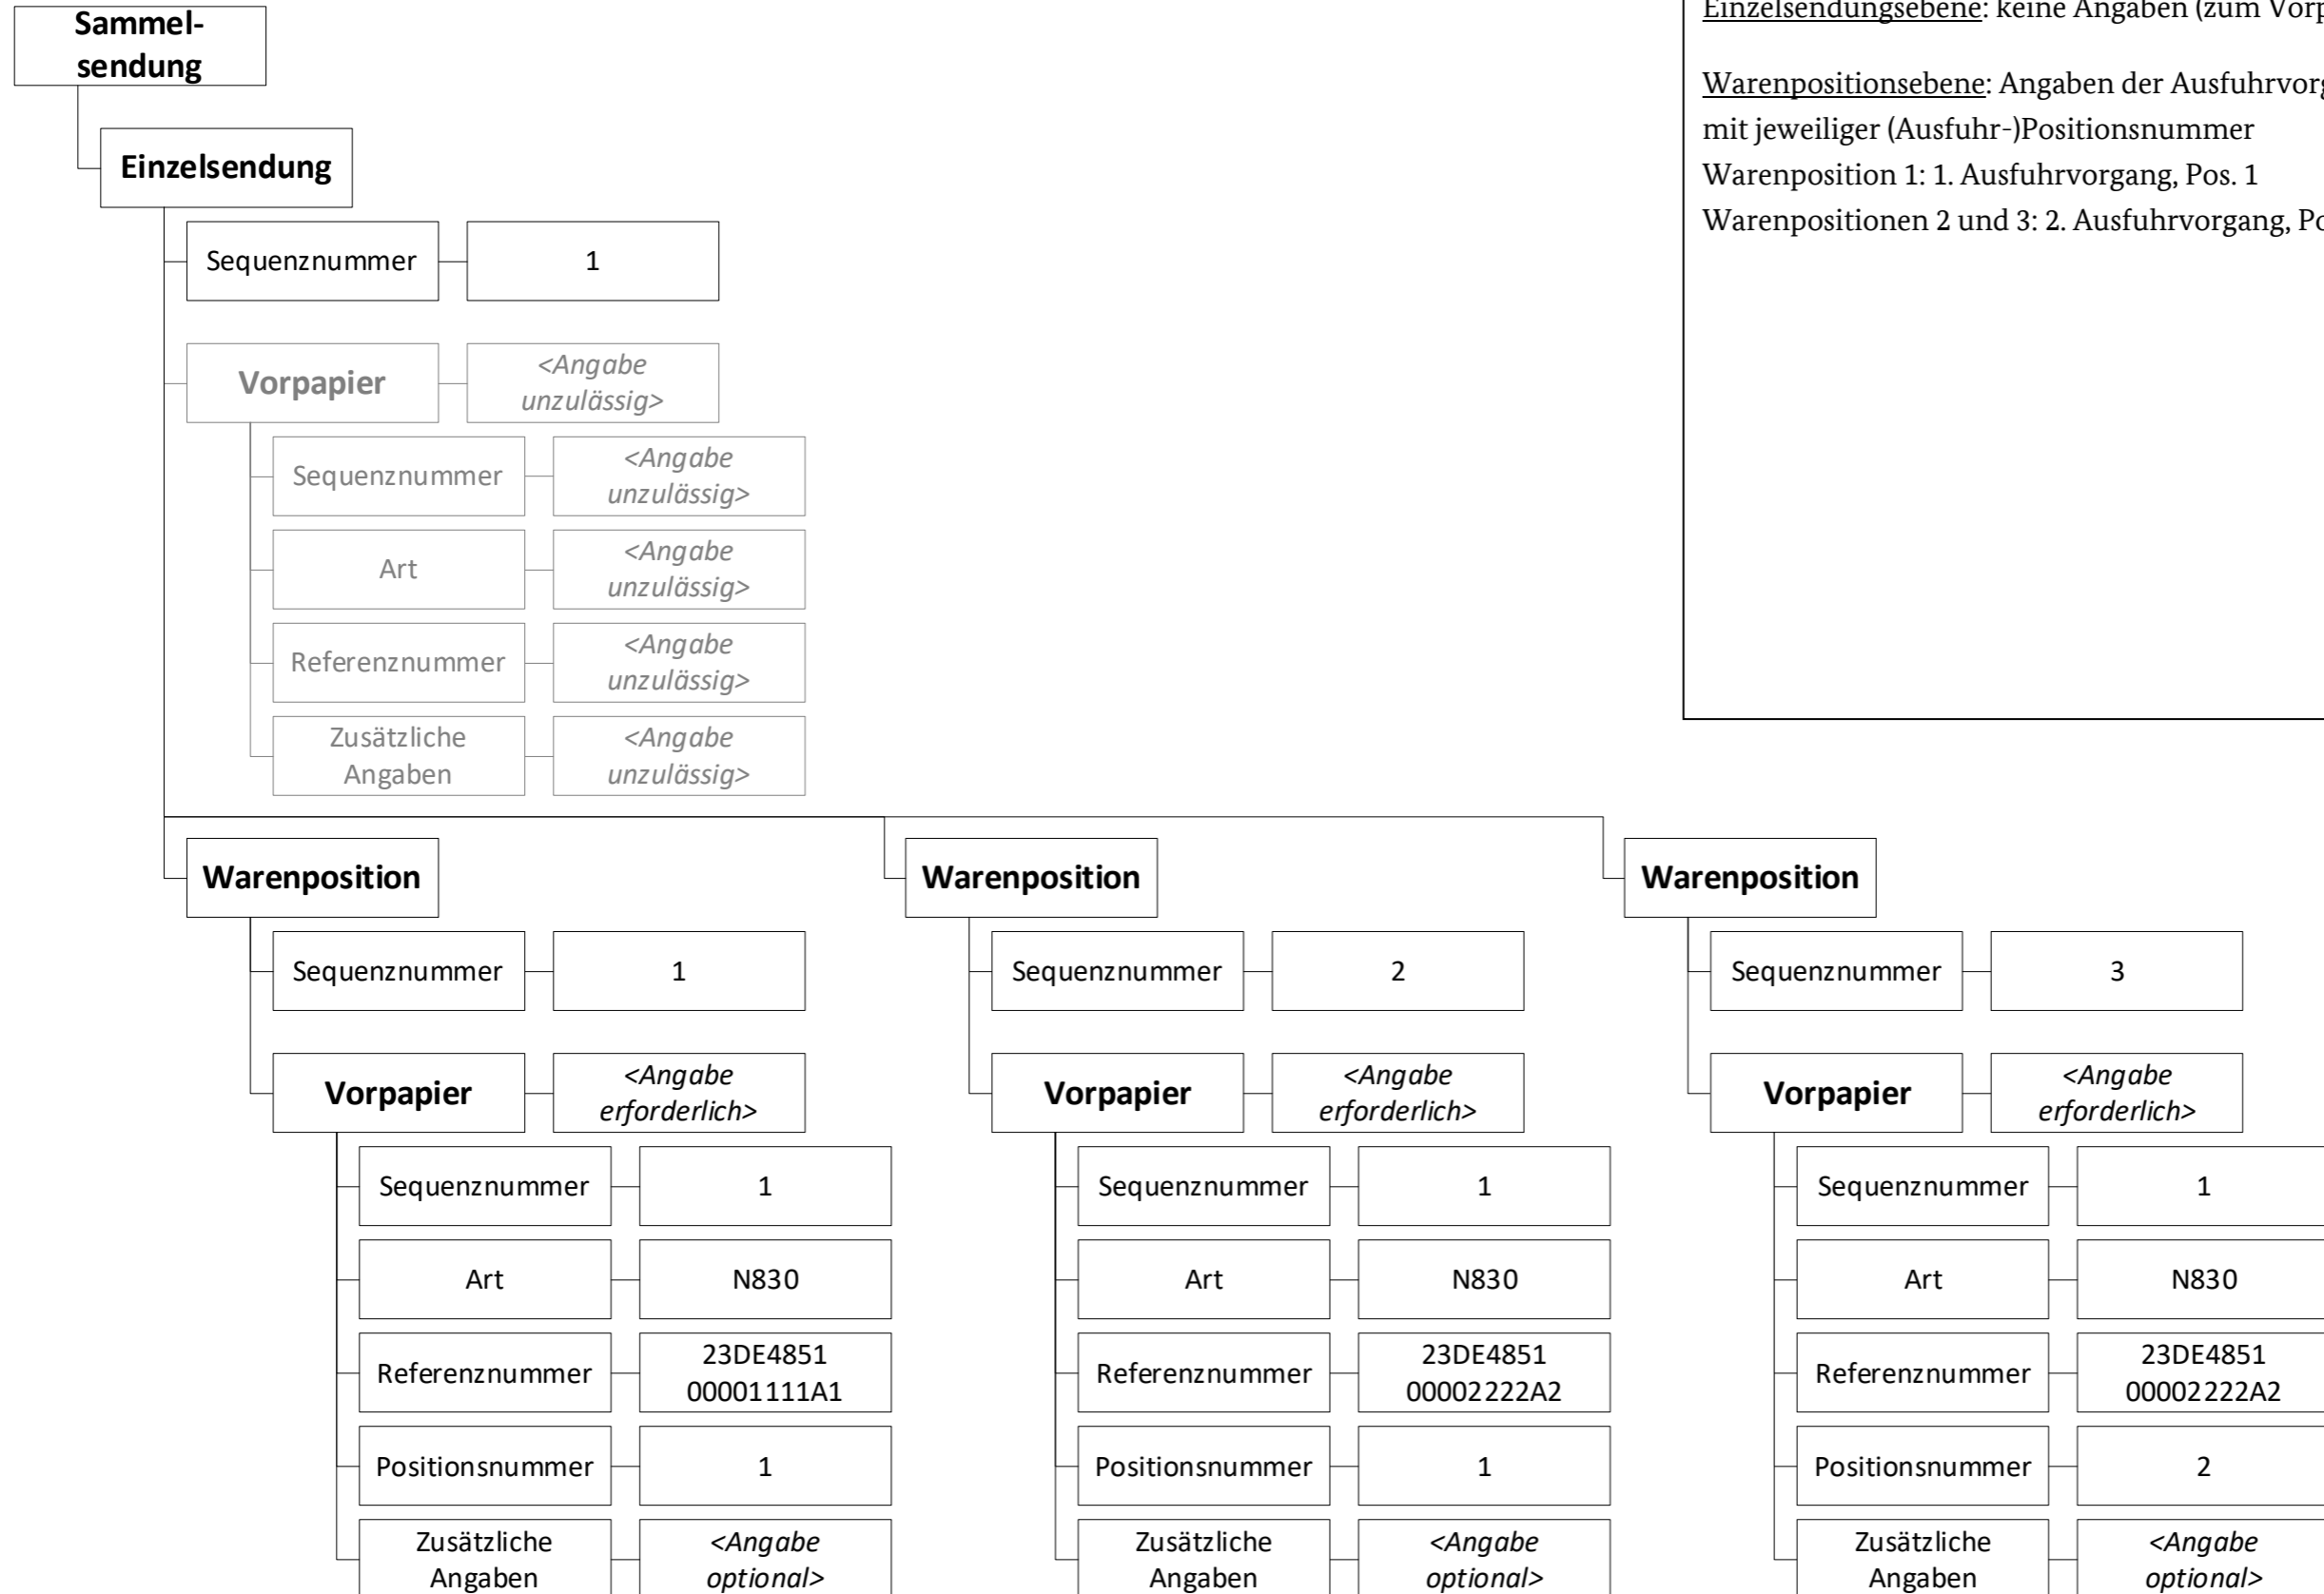 Sammel-
sendung
Einzelsendung
Sequenznummer
1
Vorpapier
<Angabe
unzulässig>
Sequenznummer
<Angabe
unzulässig>
Art
<Angabe
unzulässig>
Referenznummer
<Angabe
unzulässig>
Zusätzliche
Angaben
<Angabe
unzulässig>
Einzelsendungsebene: keine Angaben (zum
Warenpositionsebene: Angaben der
mit jeweiliger (Ausfuhr-)Positionsnummer
Warenposition 1: 1. Ausfuhrvorgang, Pos. 1
Warenpositionen 2 und 3: 2. Ausfuhrvorgang,
Warenposition
Sequenznummer
1
Vorpapier
<Angabe
erforderlich>
Sequenznummer
1
Art
N830
Referenznummer
23DE4851
00001111A1
Positionsnummer
1
Zusätzliche
Angaben
<Angabe
optional>
Warenposition
Sequenznummer
2
Vorpapier
<Angabe
erforderlich>
Sequenznummer
1
Art
N830
Referenznummer
23DE4851
00002222A2
Positionsnummer
1
Zusätzliche
Angaben
<Angabe
optional>
Warenposition
Sequenznummer
3
Vorpapier
<Angabe
erforderlich>
Sequenznummer
1
Art
N830
Referenznummer
23DE4851
00002222A2
Positionsnummer
2
Zusätzliche
Angaben
<Angabe
optional>